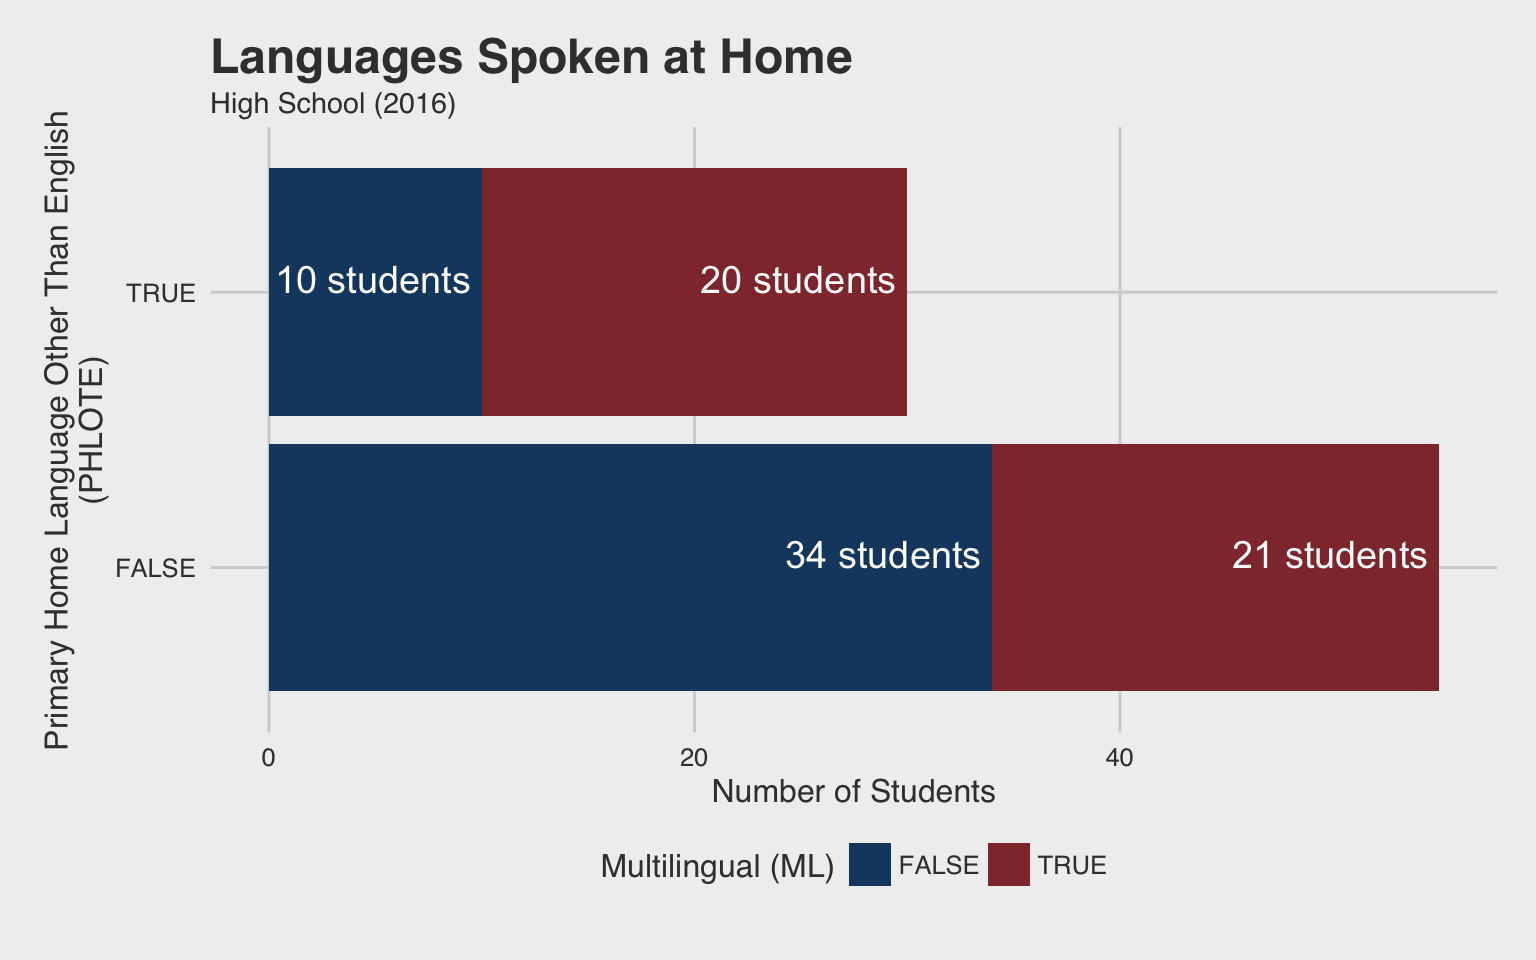 Languages Spoken at Home
High School (2016)
Primary Home Language Other Than English
(PHLOTE)
TRUE
10 students
20 students
FALSE
34 students
21 students
0
20
40
Number of Students
Multilingual (ML)
FALSE
TRUE